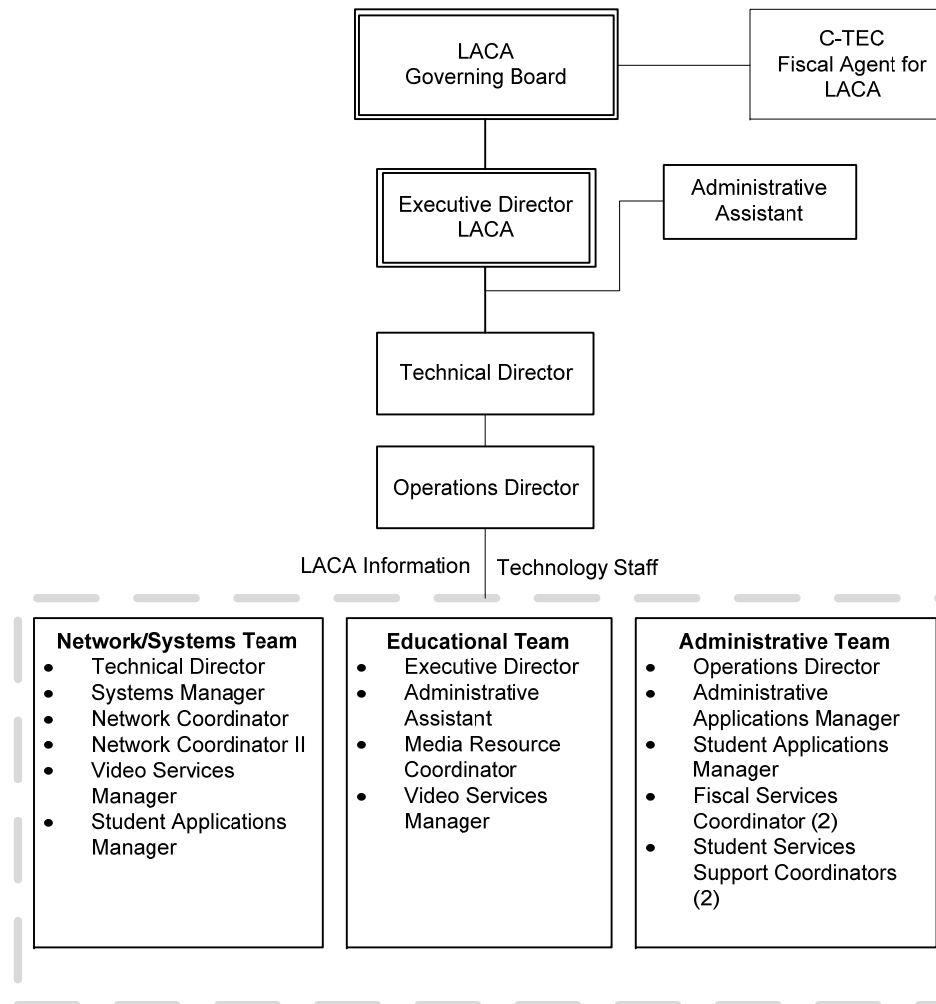 LACA
Governing Board
C-TEC
Fiscal Agent for
LACA
Executive Director
LACA
Administrative
Assistant
Technical Director
Operations Director
LACA Information
Technology Staff
Network/Systems Team
• Technical Director
• Systems Manager
• Network Coordinator
• Network Coordinator II
• Video Services
Manager
• Student Applications
Manager
Educational Team
• Executive Director
• Administrative
Assistant
• Media Resource
Coordinator
• Video Services
Manager
Administrative Team
• Operations Director
• Administrative
Applications Manager
• Student Applications
Manager
• Fiscal Services
Coordinator (2)
• Student Services
Support Coordinators
(2)